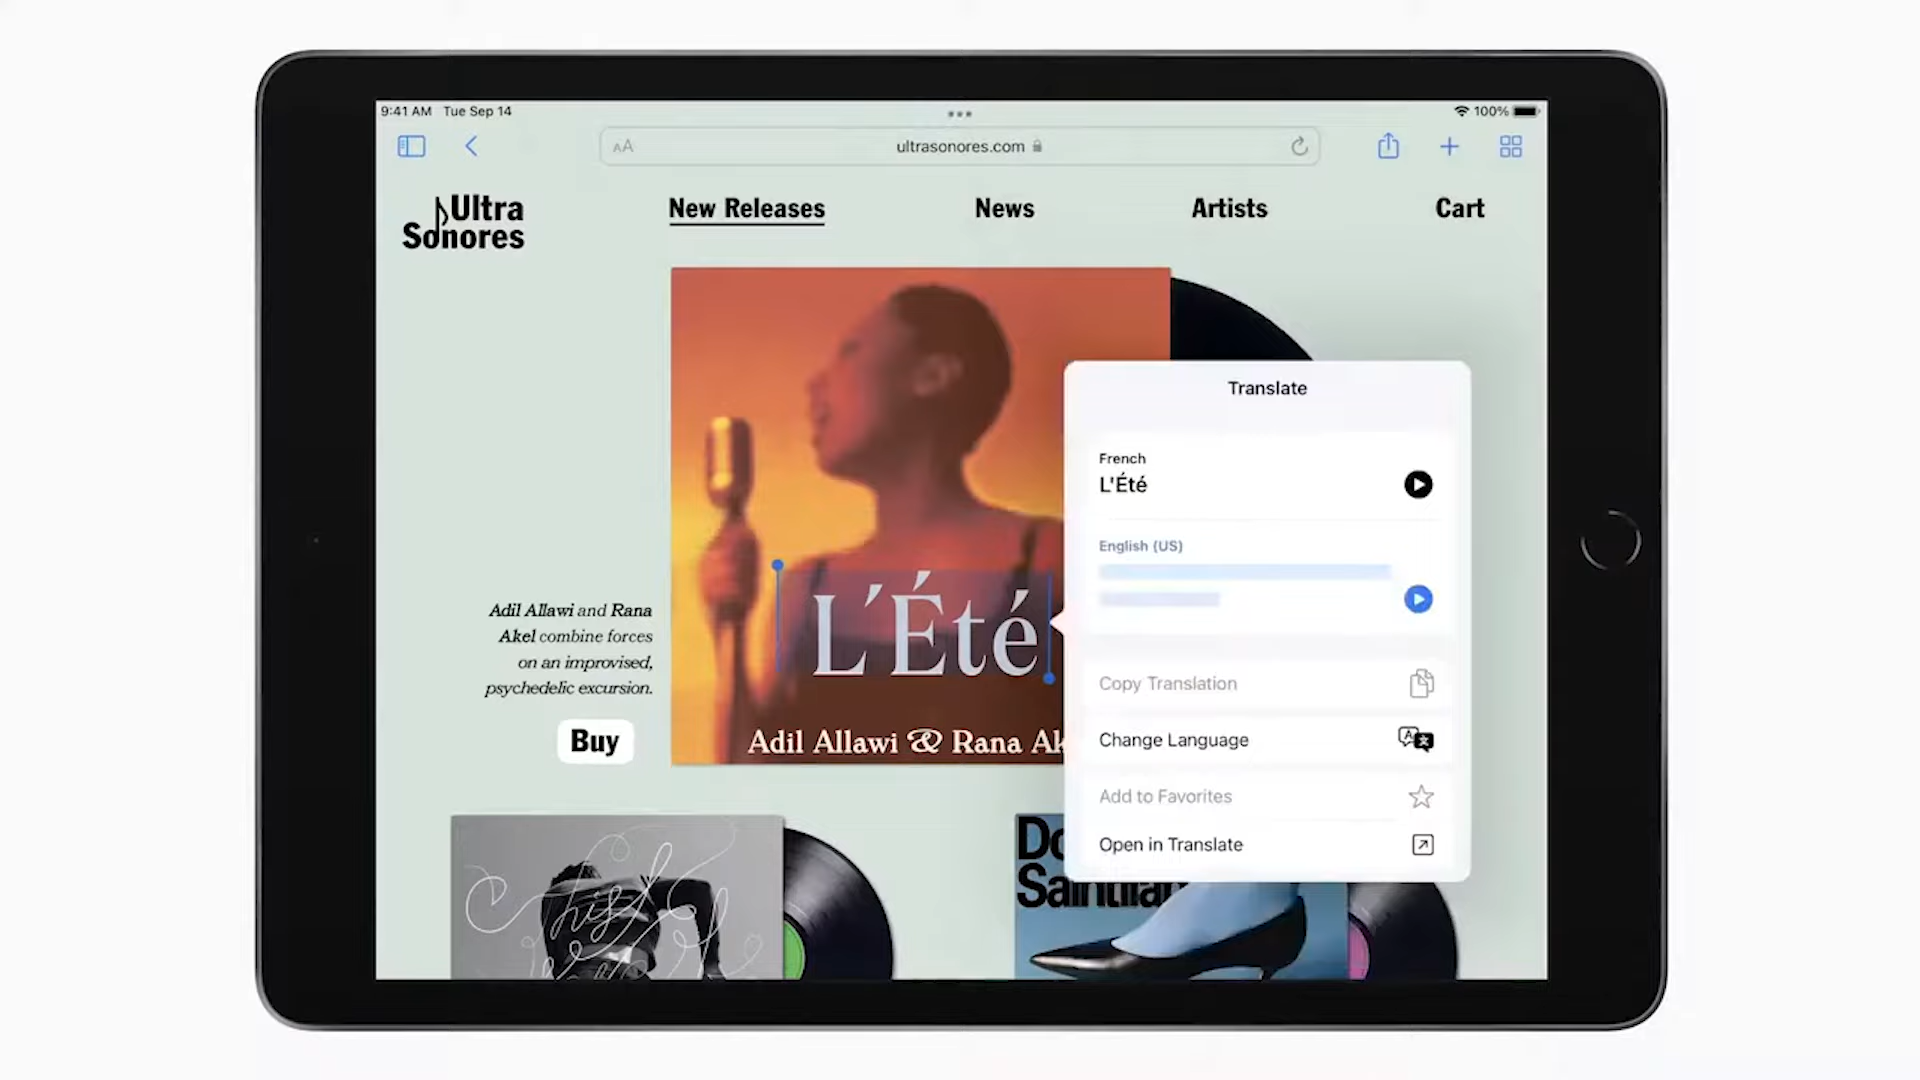 9:41 AM Tue Sep 14
100%
AA
ultrasonores.com
Ultra
Sonores
New Releases
News
Artists
Cart
Adil Allawi and Rana
Akel combine forces
on an improvised,
psychedelic excursion.
Buy
L'Été
Adil Allawi & Rana
Translate
French
L'Été
English (US)
Copy Translation
Change Language
Add to Favorites
Open in Translate